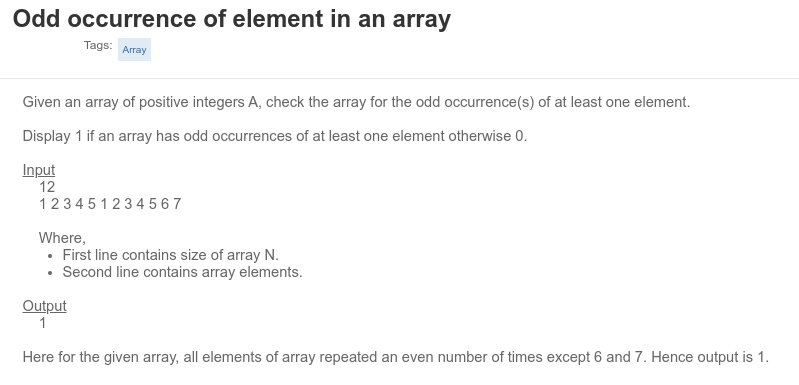 Odd occurrence of element in an array
Tags: Array
Given an array of positive integers A, check the array for the odd occurrence(s) of at least one element.
Display 1 if an array has odd occurrences of at least one element otherwise 0.
Input
12
1 2 3 4 5 1 2 3 4 5 6 7
Where,
• First line contains size of array N.
• Second line contains array elements.
Output
1
Here for the given array, all elements of array repeated an even number of times except 6 and 7. Hence output is 1.